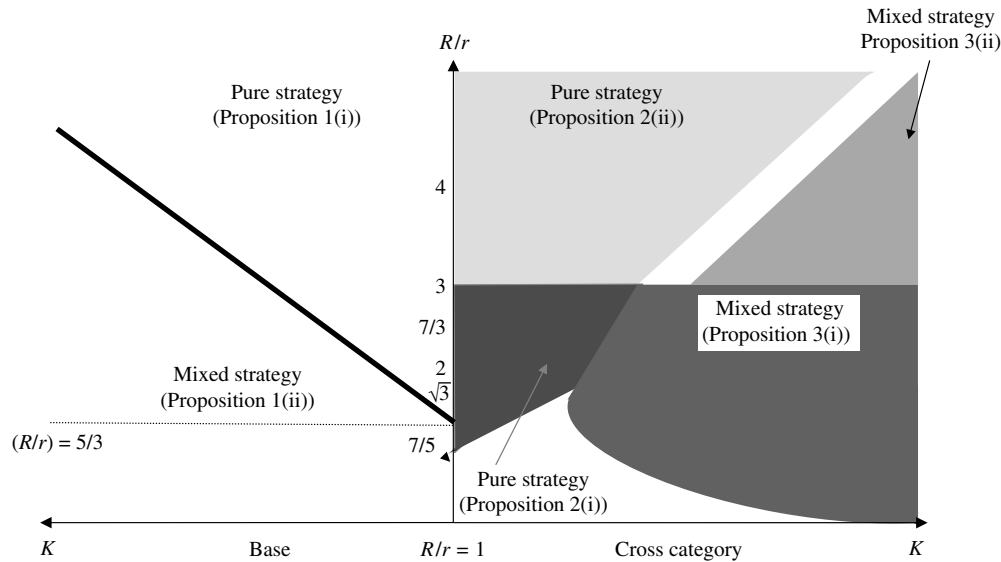 Mixed strategy
Proposition 3(ii)
R/r
Pure strategy
(Proposition 1(i))
Pure strategy
(Proposition 2(ii))
4
3
7/3
2
√3
7/5
Mixed strategy
(Proposition 3(i))
Mixed strategy
(Proposition 1(ii))
(R/r) = 5/3
Pure strategy
(Proposition 2(i))
K
Base
R/r = 1
Cross category
K